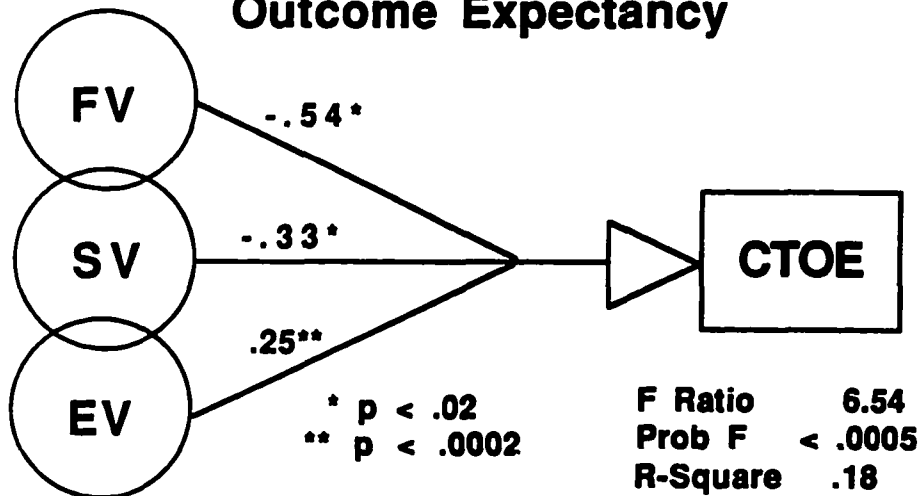 Outcome Expectancy
FV
-.54*
SV
-.33*
CTOE
EV
.25**
* p < .02
** p < .0002
F Ratio 6.54
Prob F < .0005
R-Square .18